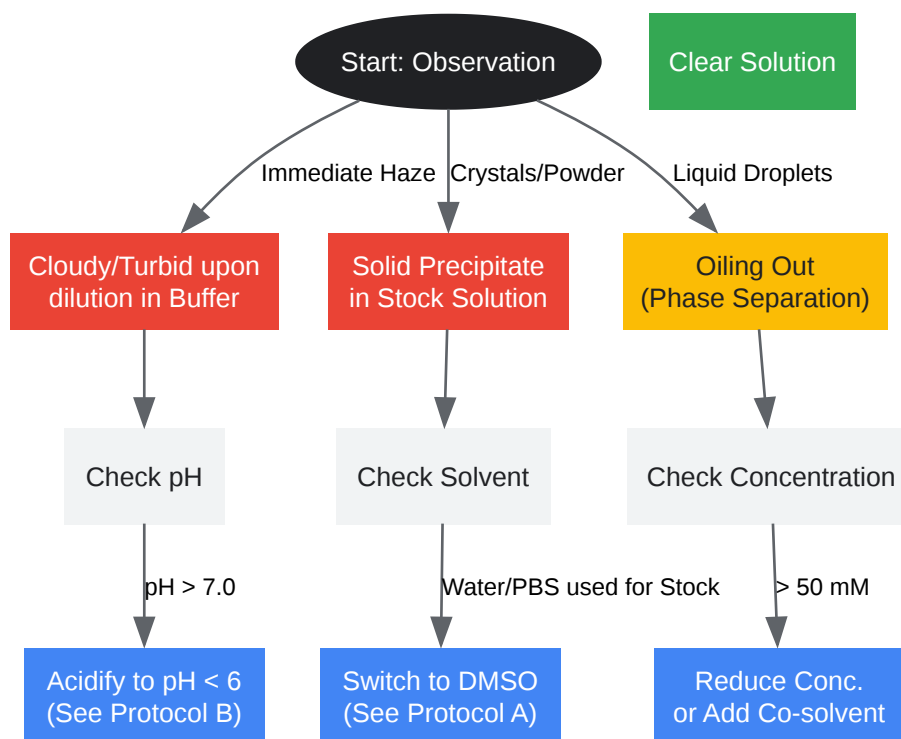 Start: Observation
Clear Solution
Immediate Haze
Crystals/Powder
Liquid Droplets
Cloudy/Turbid upon
dilution in Buffer
Solid Precipitate
in Stock Solution
Oiling Out
(Phase Separation)
Check pH
Check Solvent
Check Concentration
pH > 7.0
Water/PBS used for Stock
> 50 mM
Acidify to pH < 6
(See Protocol B)
Switch to DMSO
(See Protocol A)
Reduce Conc.
or Add Co-solvent